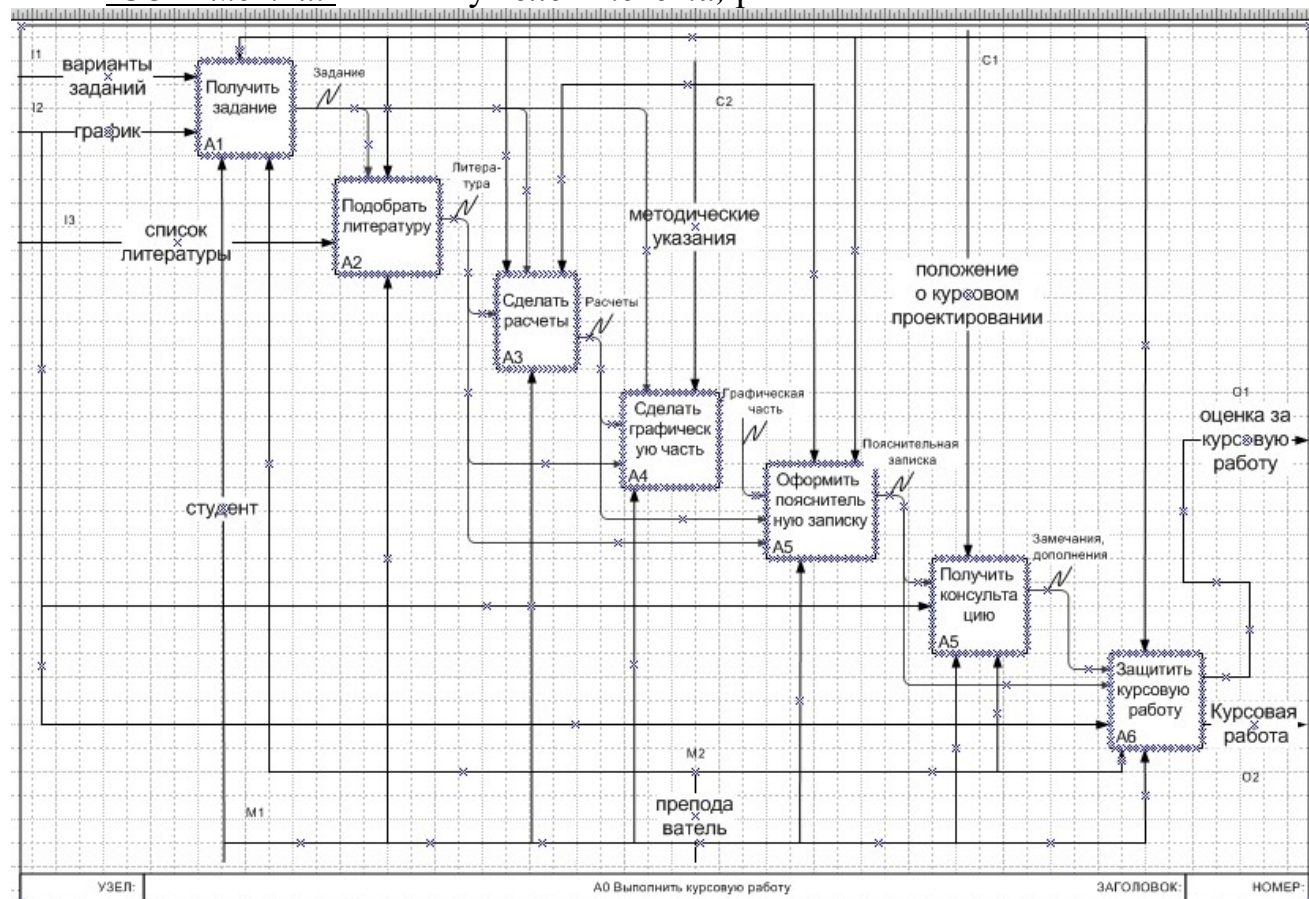 I1
варианты
заданий
I2
график
Получить
задание
A1
Задание
C1
C2
Литера-
тура
I3
список
литературы
Подобрать
литературу
A2
методические
указания
Сделать
расчеты
A3
Расчеты
положение
о курсовом
проектировании
Сделать
графическ
ую часть
A4
Графическая
часть
O1
оценка за
курсовую
работу
Пояснительная
записка
студент
Оформить
пояснитель
ную записку
A5
Замечания,
дополнения
Получить
консульта
цию
A5
Защитить
курсовую
работу
A6
Курсовая
работа
O2
M2
M1
препода
ватель
УЗЕЛ:
A0 Выполнить курсовую работу
ЗАГОЛОВОК:
НОМЕР: